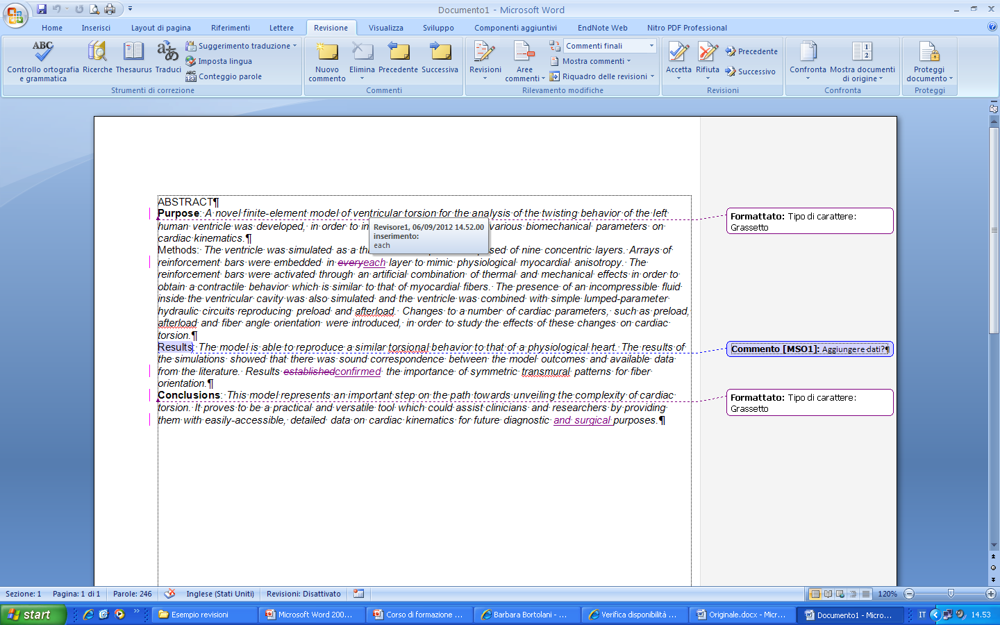 Documento1 - Microsoft Word
Home Inserisci Layout di pagina Riferimenti Lettere Revisione Visualizza Sviluppo Componenti aggiuntivi EndNote Web Nitro PDF Professional
ABC
Controllo ortografia e grammatica
Ricerche
Thesaurus
Traduci
Suggerimento traduzione
Imposta lingua
ABC 123 Conteggio parole
Strumenti di correzione
Nuovo commento
Elimina
Precedente
Successiva
Commenti
Revisioni
Aree commenti
Commenti finali
Mostra commenti
Riquadro delle revisioni
Rilevamento modifiche
Accetta
Rifiuta
Precedente
Successivo
Revisioni
Confronta
Mostra documenti di origine
Confronta
Proteggi documento
Proteggi
ABSTRACT¶
Purpose: A novel finite-element model of ventricular torsion for the analysis of the twisting behavior of the left
human ventricle was developed, in order to in various biomechanical parameters on
cardiac kinematics.¶
Revisore1, 06/09/2012 14.52.00
inserimento:
each
Methods: The ventricle was simulated as a thi sed of nine concentric layers. Arrays of
reinforcement bars were embedded in everyeach layer to mimic physiological myocardial anisotropy. The
reinforcement bars were activated through an artificial combination of thermal and mechanical effects in order to
obtain a contractile behavior which is similar to that of myocardial fibers. The presence of an incompressible fluid
inside the ventricular cavity was also simulated and the ventricle was combined with simple lumped-parameter
hydraulic circuits reproducing preload and afterload. Changes to a number of cardiac parameters, such as preload,
afterload and fiber angle orientation were introduced, in order to study the effects of these changes on cardiac
torsion.¶
Results: The model is able to reproduce a similar torsional behavior to that of a physiological heart. The results of
the simulations showed that there was sound correspondence between the model outcomes and available data
from the literature. Results establishedconfirmed the importance of symmetric transmural patterns for fiber
orientation.¶
Conclusions: This model represents an important step on the path towards unveiling the complexity of cardiac
torsion. It proves to be a practical and versatile tool which could assist clinicians and researchers by providing
them with easily-accessible, detailed data on cardiac kinematics for future diagnostic and surgical purposes.¶
Formattato: Tipo di carattere:
Grassetto
Commento [MSO1]: Aggiungere dati?¶
Formattato: Tipo di carattere:
Grassetto
Sezione: 1 Pagina: 1 di 1 Parole: 246 Inglese (Stati Uniti) Revisioni: Disattivato 120%
start Esempio revisioni Microsoft Word 200... Corso di formazione ... Barbara Bortolani - ... Verifica disponibilità ... Originale.docx - Micr... Documento1 - Micro... IT 14.53